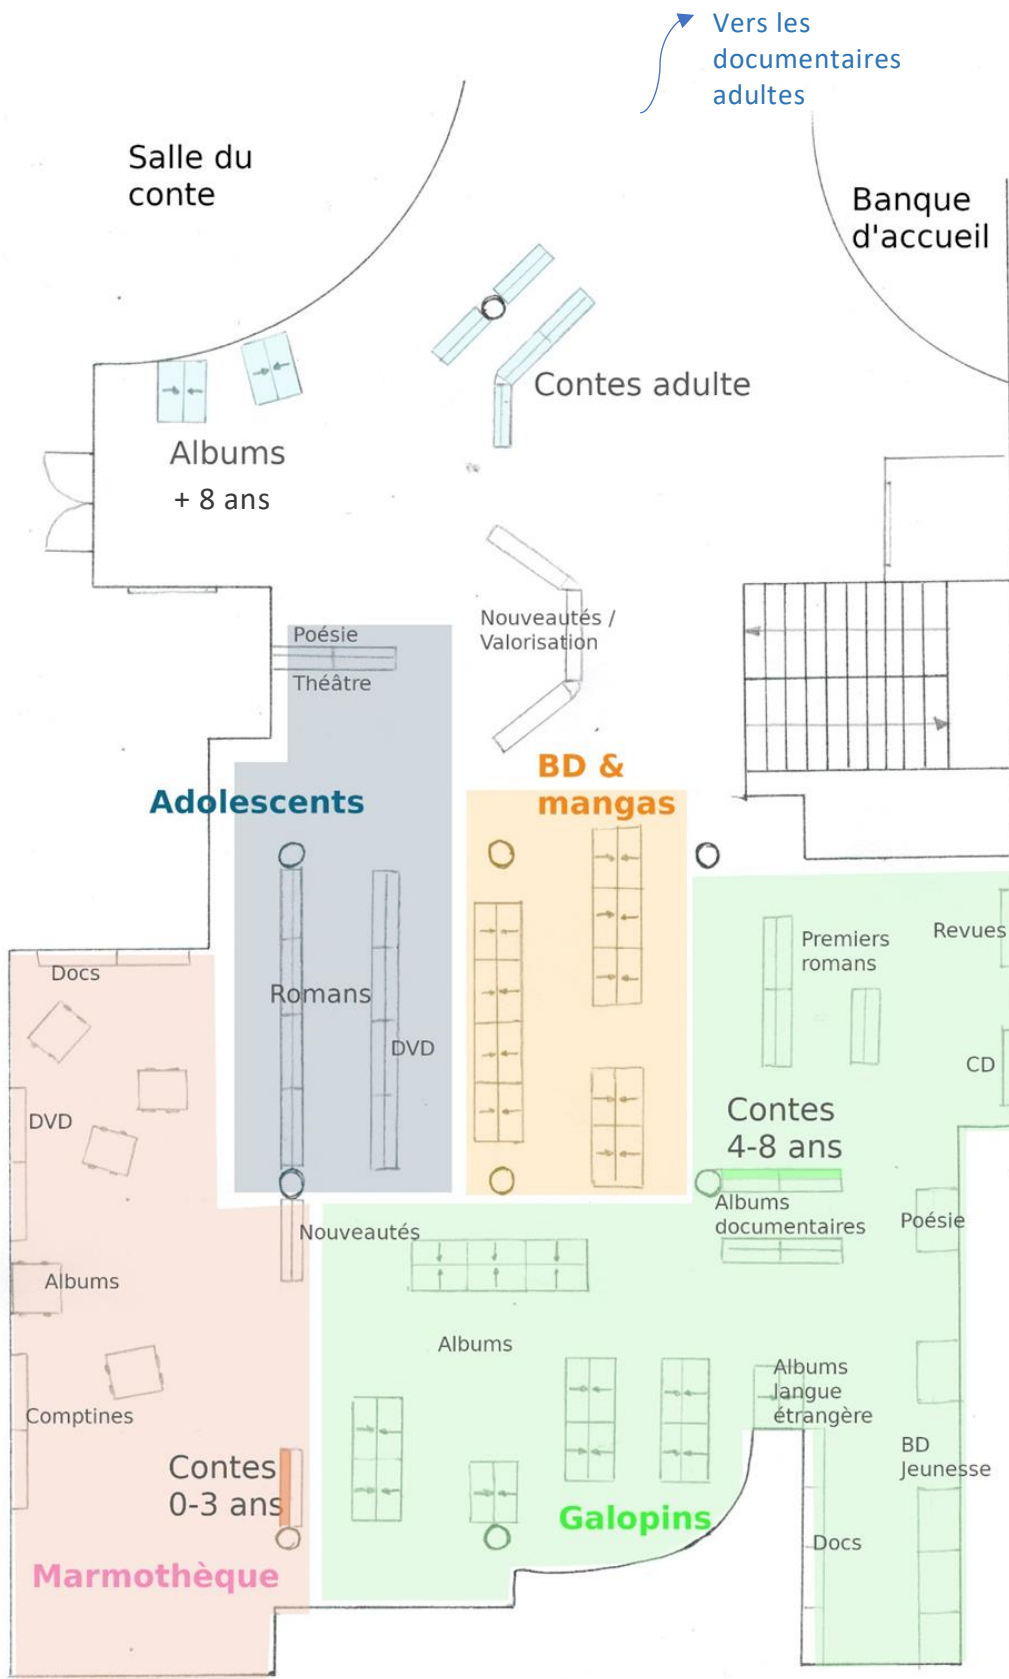 Vers les
documentaires
adultes
Salle du
conte
Banque
d'accueil
Contes adulte
Albums
+ 8 ans
Nouveautés /
Valorisation
Poésie
Théâtre
BD &
mangas
Adolescents
Premiers
romans
Revues
Docs
Romans
DVD
CD
DVD
Contes
4-8 ans
Albums
documentaires
Poésie
Nouveautés
Albums
Albums
Albums
langue
étrangère
Comptines
BD
Jeunesse
Contes
0-3 ans
Galopins
Docs
Marmothèque